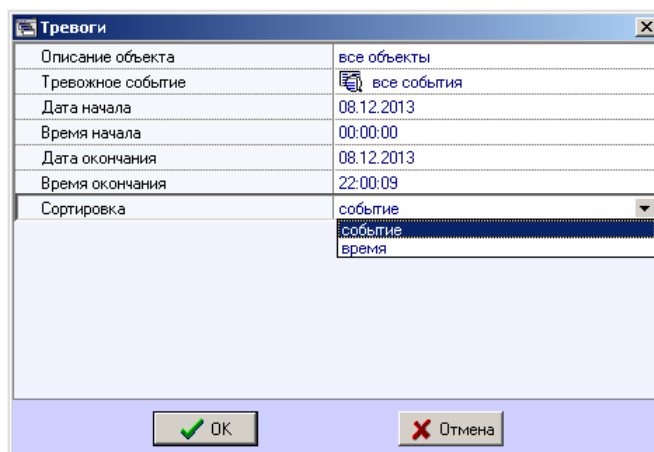 Тревоги
Описание объекта все объекты
Тревожное событие все события
Дата начала 08.12.2013
Время начала 00:00:00
Дата окончания 08.12.2013
Время окончания 22:00:09
Сортировка событие
событие
время
OK Отмена